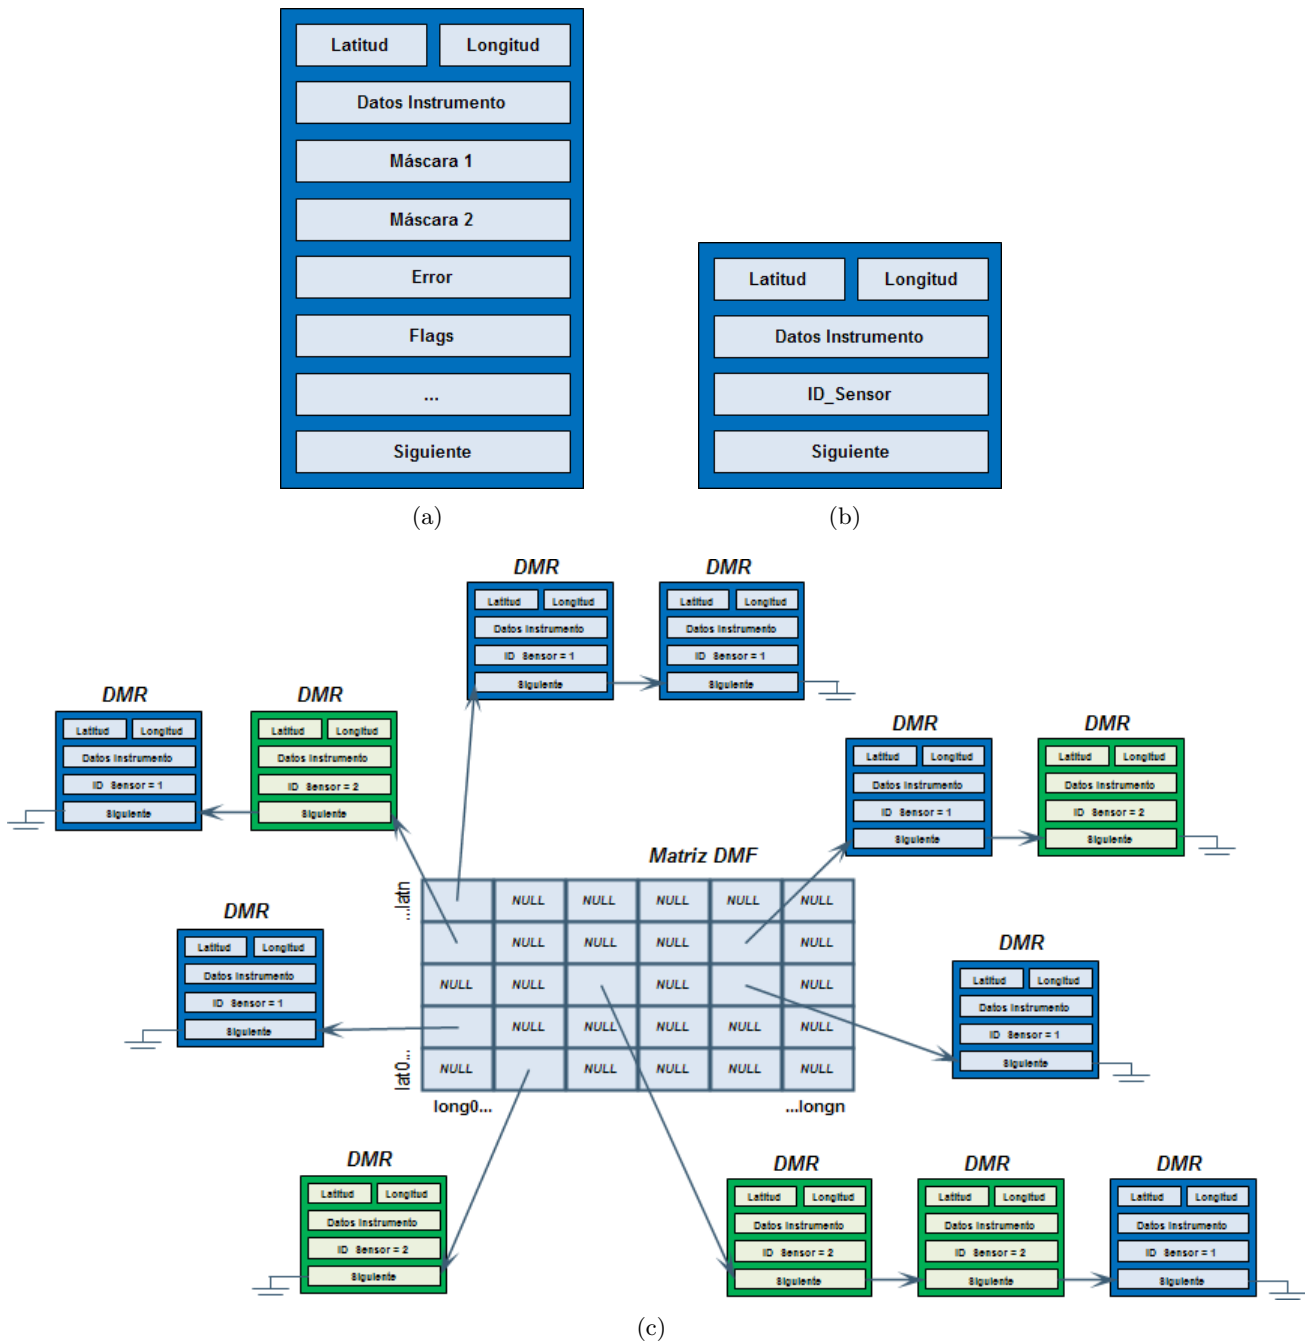 Latitud Longitud
Datos Instrumento
Máscara 1
Máscara 2
Error
Flags
...
Siguiente
(a)
Latitud Longitud
Datos Instrumento
ID_Sensor
Siguiente
(b)
DMR
Latitud Longitud
Datos Instrumento
ID Sensor = 1
Siguiente
DMR
Latitud Longitud
Datos Instrumento
ID Sensor = 1
Siguiente
DMR
Latitud Longitud
Datos Instrumento
ID Sensor = 1
Siguiente
DMR
Latitud Longitud
Datos Instrumento
ID Sensor = 2
Siguiente
DMR
Latitud Longitud
Datos Instrumento
ID Sensor = 1
Siguiente
DMR
Latitud Longitud
Datos Instrumento
ID Sensor = 2
Siguiente
DMR
Latitud Longitud
Datos Instrumento
ID Sensor = 1
Siguiente
Matriz DMF
...latn
lat0...
NULL NULL NULL NULL NULL
NULL NULL NULL NULL
NULL NULL NULL NULL
NULL NULL NULL NULL NULL
NULL NULL NULL NULL NULL
long0... ...longn
DMR
Latitud Longitud
Datos Instrumento
ID Sensor = 1
Siguiente
DMR
Latitud Longitud
Datos Instrumento
ID Sensor = 2
Siguiente
DMR
Latitud Longitud
Datos Instrumento
ID Sensor = 2
Siguiente
DMR
Latitud Longitud
Datos Instrumento
ID Sensor = 2
Siguiente
DMR
Latitud Longitud
Datos Instrumento
ID Sensor = 1
Siguiente
(c)